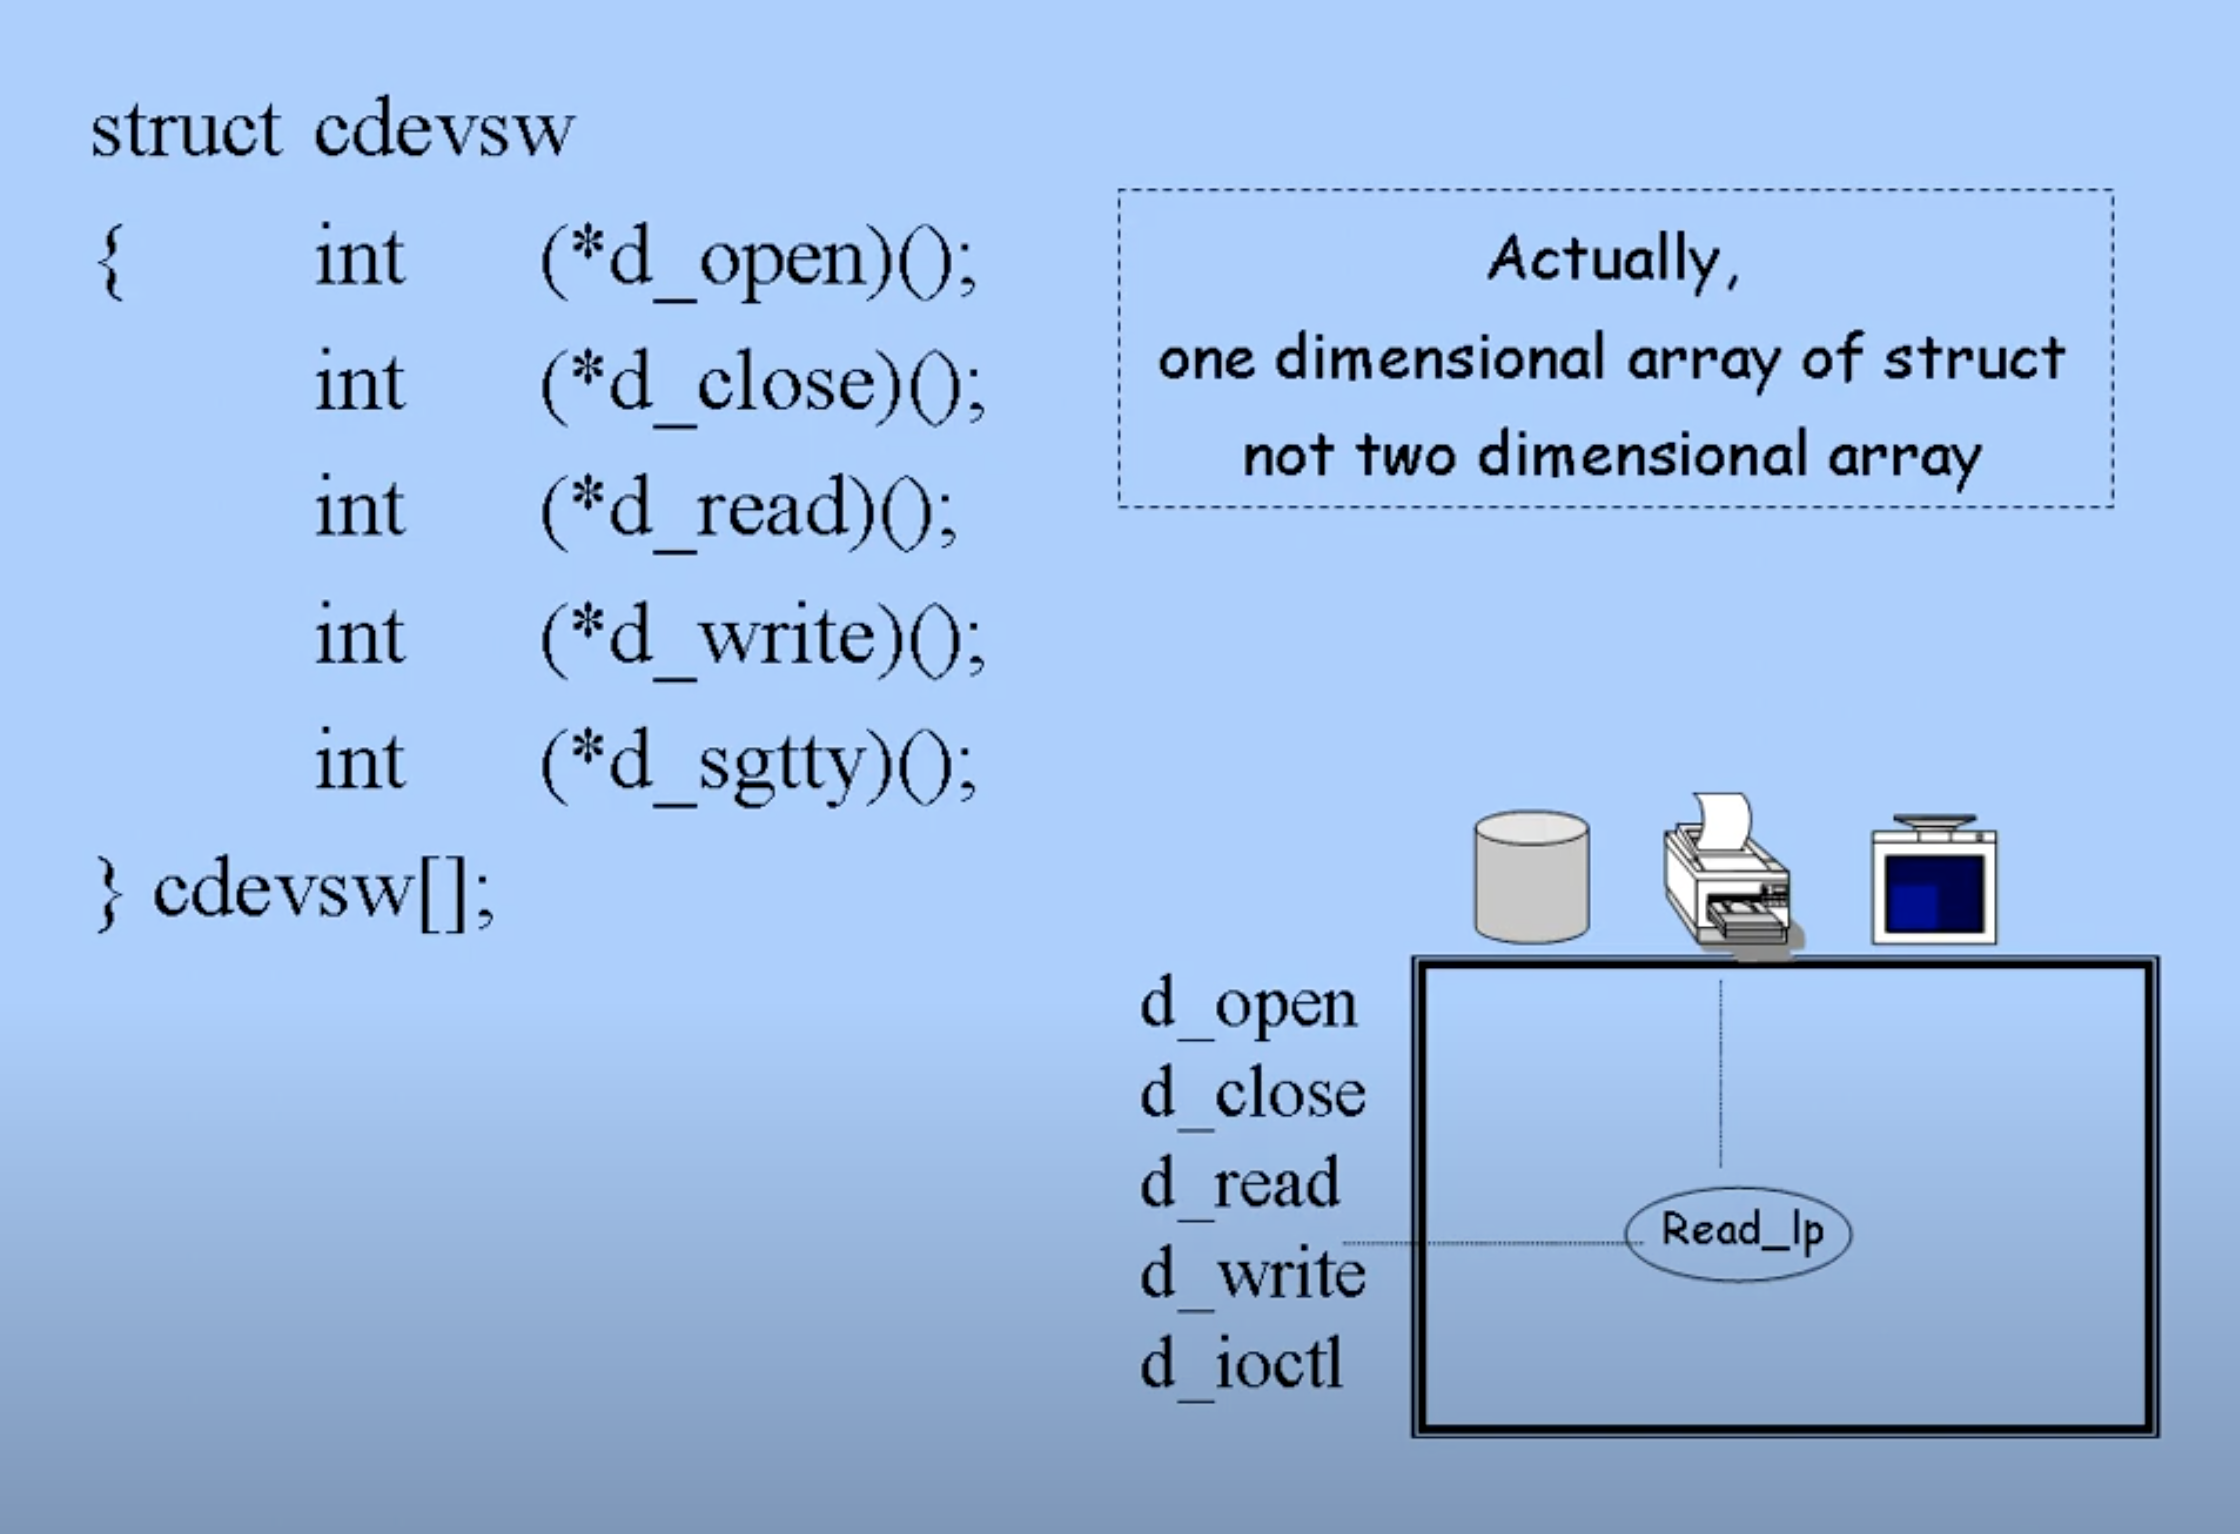 struct cdevsw
{ int (*d_open)();
int (*d_close)();
int (*d_read)();
int (*d_write)();
int (*d_sgtty)();
} cdevsw[];
Actually,
one dimensional array of struct
not two dimensional array
d_open
d_close
d_read
d_write
d_ioctl
Read_lp